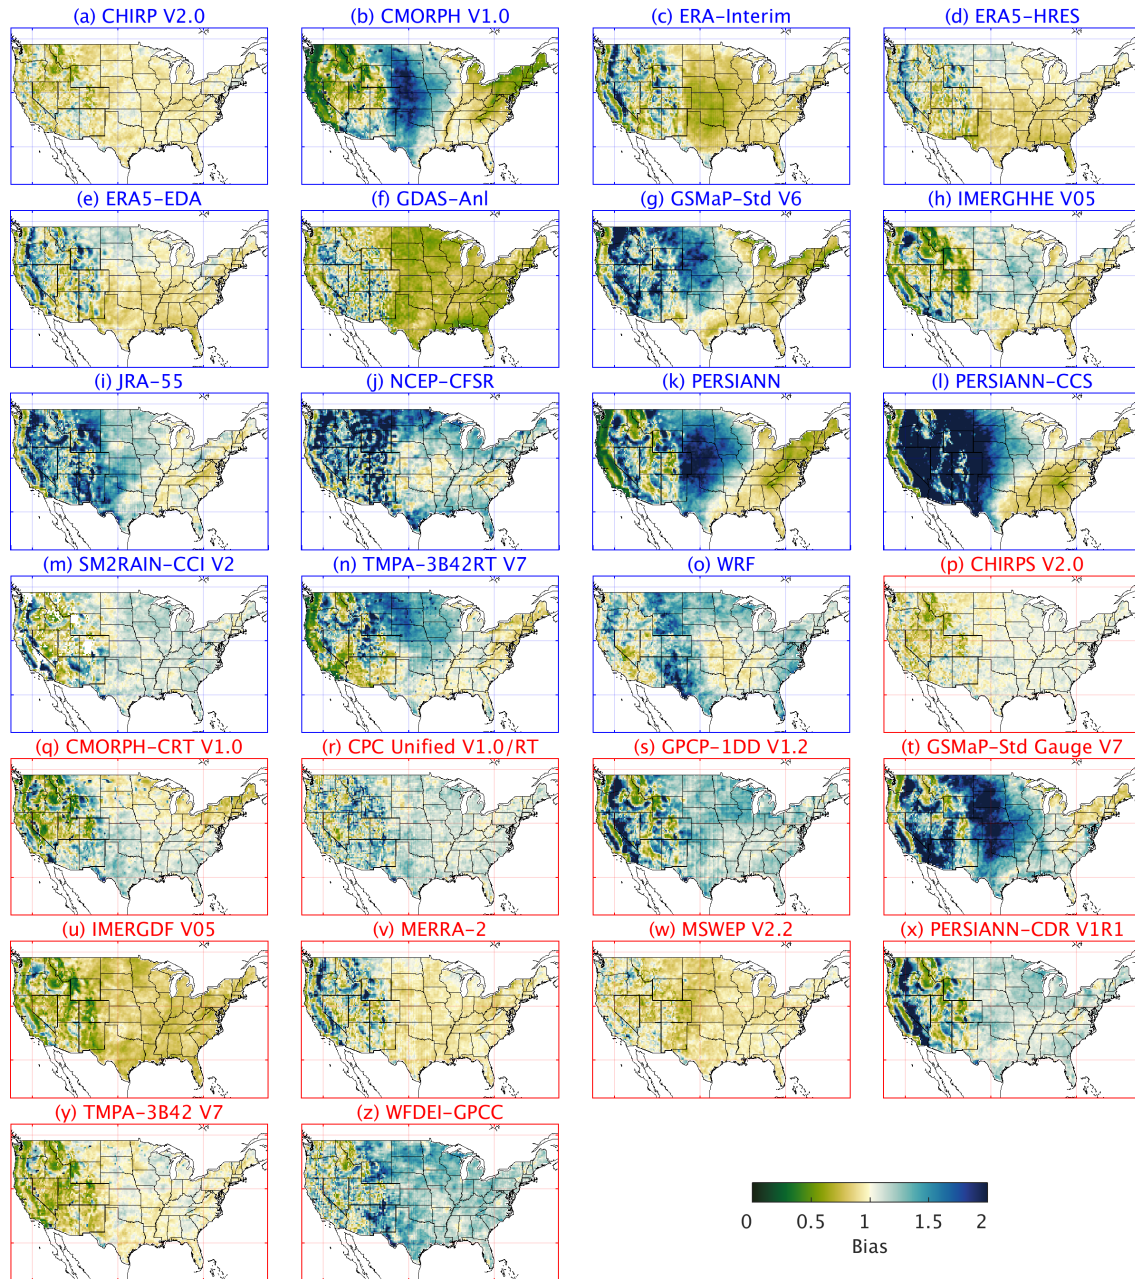 (a) CHIRP V2.0
(b) CMORPH V1.0
(c) ERA-Interim
(d) ERA5-HRES
(e) ERA5-EDA
(f) GDAS-Anl
(g) GSMaP-Std V6
(h) IMERGHHE V05
(i) JRA-55
(j) NCEP-CFSR
(k) PERSIANN
(l) PERSIANN-CCS
(m) SM2RAIN-CCI V2
(n) TMPA-3B42RT V7
(o) WRF
(p) CHIRPS V2.0
(q) CMORPH-CRT V1.0
(r) CPC Unified V1.0/RT
(s) GPCP-1DD V1.2
(t) GSMaP-Std Gauge V7
(u) IMERGDF V05
(v) MERRA-2
(w) MSWEP V2.2
(x) PERSIANN-CDR V1R1
(y) TMPA-3B42 V7
(z) WFDEI-GPCC
0 0.5 1 1.5 2
Bias